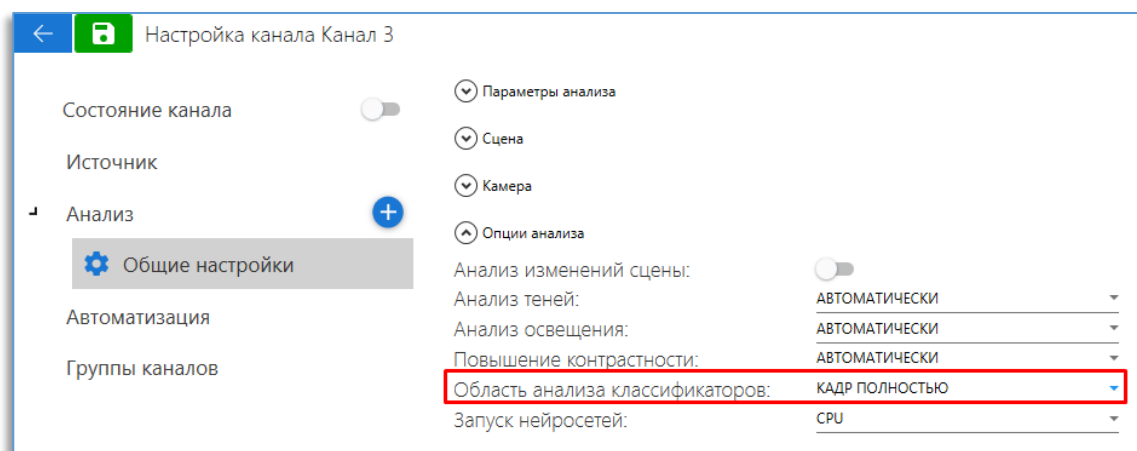 Настройка канала Канал 3
Состояние канала
Источник
Анализ
Общие настройки
Автоматизация
Группы каналов
Параметры анализа
Сцена
Камера
Опции анализа
Анализ изменений сцены:
Анализ теней: АВТОМАТИЧЕСКИ
Анализ освещения: АВТОМАТИЧЕСКИ
Повышение контрастности: АВТОМАТИЧЕСКИ
Область анализа классификаторов: КАДР ПОЛНОСТЬЮ
Запуск нейросетей: CPU